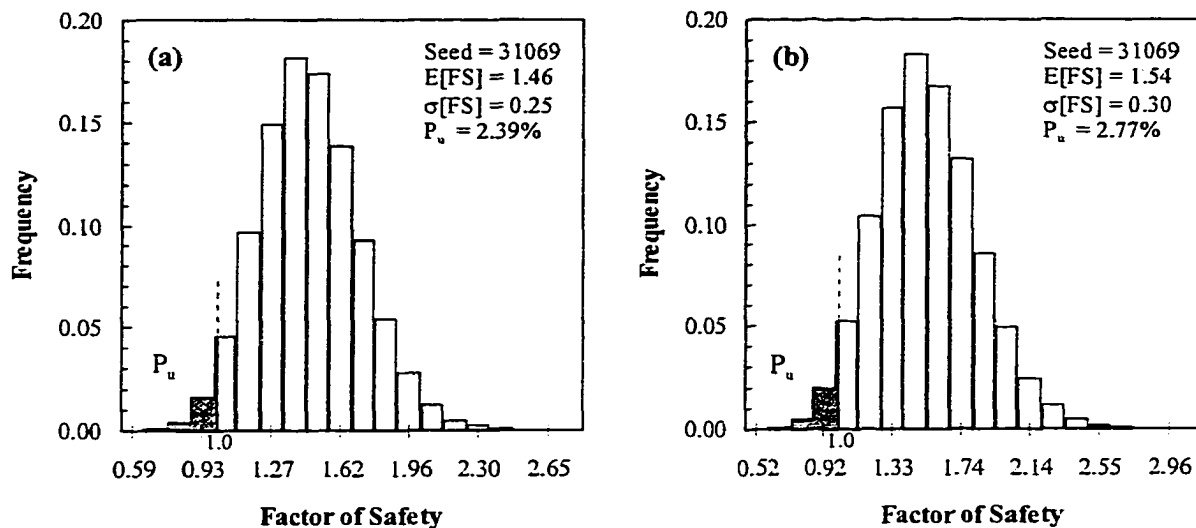 (a)
Seed = 31069
E[FS] = 1.46
σ[FS] = 0.25
Pu = 2.39%
Frequency
0.20
0.15
0.10
0.05
0.00
Pu
1.0
0.59 0.93 1.27 1.62 1.96 2.30 2.65
Factor of Safety
(b)
Seed = 31069
E[FS] = 1.54
σ[FS] = 0.30
Pu = 2.77%
Frequency
0.20
0.15
0.10
0.05
0.00
Pu
1.0
0.52 0.92 1.33 1.74 2.14 2.55 2.96
Factor of Safety